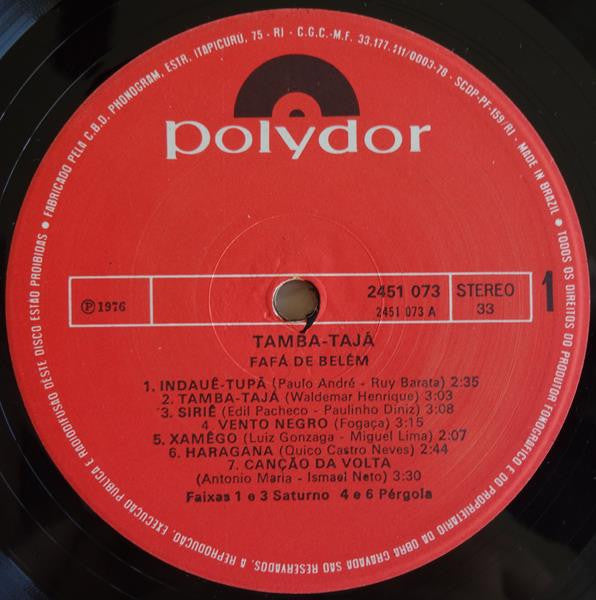 ● FABRICADO PELA C.B.D. PHONOGRAM, ESTR. ITAPICURU, 75 - RJ - C.G.C.-M.F. 33.177.111/0003-78 - SCDP-PF-159/RJ - MADE IN BRAZIL ● TODOS OS DIREITOS DO PRODUTOR FONOGRÁFICO E DO PROPRIETÁRIO DA OBRA GRAVADA SÃO RESERVADOS. A REPRODUÇÃO, EXECUÇÃO PÚBLICA E RADIODIFUSÃO DESTE DISCO ESTÃO PROIBIDAS
polydor
℗ 1976
2451 073
2451 073 A
STEREO
33
1
TAMBA-TAJÁ
FAFÁ DE BELÉM
1. INDAUÊ-TUPÃ (Paulo André - Ruy Barata) 2:35
2. TAMBA-TAJÁ (Waldemar Henrique) 3:03
3. SIRIÊ (Edil Pacheco - Paulinho Diniz) 3:08
4. VENTO NEGRO (Fogaça) 3:15
5. XAMÊGO (Luiz Gonzaga - Miguel Lima) 2:07
6. HARAGANA (Quico Castro Neves) 2:44
7. CANÇÃO DA VOLTA
(Antonio Maria - Ismael Neto) 3:30
Faixas 1 e 3 Saturno 4 e 6 Pérgola